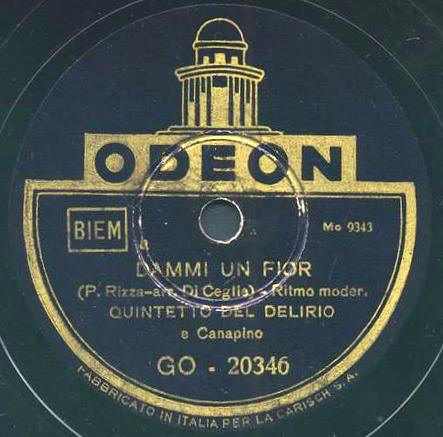 ODEON
BIEM
a
Mo 9343
DAMMI UN FIOR
(P. Rizza-arr. Di Ceglie) - Ritmo moder.
QUINTETTO DEL DELIRIO
e Canapino
GO - 20346
FABBRICATO IN ITALIA PER LA CARISCH S. A.